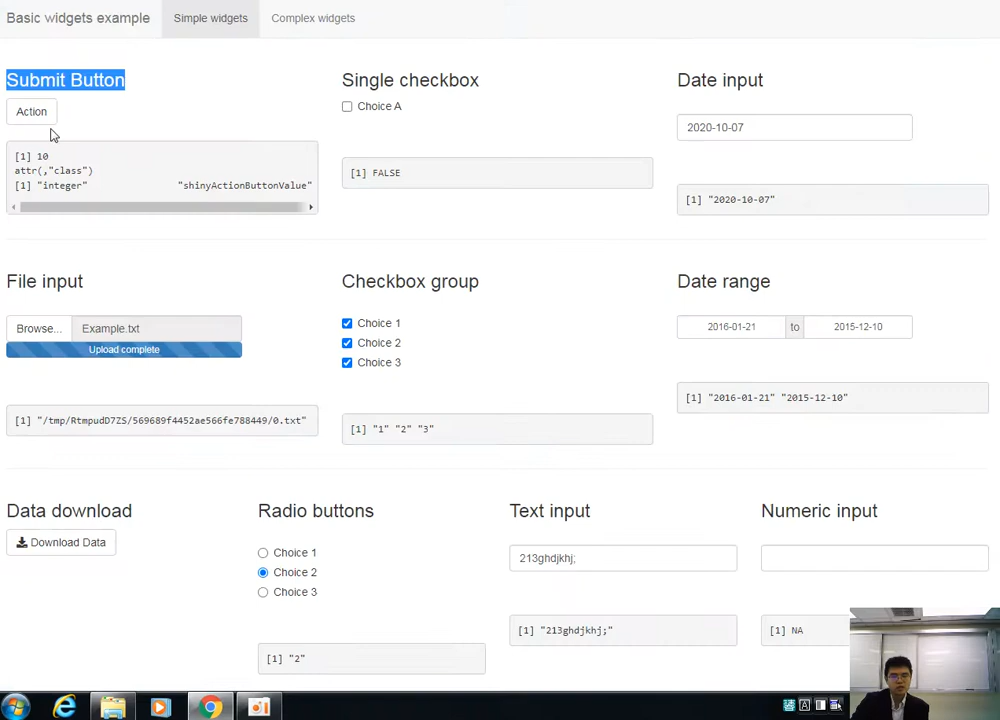 Basic widgets example
Simple widgets
Complex widgets
Submit Button
Action
[1] 10
attr(,"class")
[1] "integer" "shinyActionButtonValue"
Single checkbox
Choice A
[1] FALSE
Date input
2020-10-07
[1] "2020-10-07"
File input
Browse... Example.txt
Upload complete
[1] "/tmp/RtmpudD7ZS/569689f4452ae566fe788449/0.txt"
Checkbox group
Choice 1
Choice 2
Choice 3
[1] "1" "2" "3"
Date range
2016-01-21 to 2015-12-10
[1] "2016-01-21" "2015-12-10"
Data download
Download Data
Radio buttons
Choice 1
Choice 2
Choice 3
[1] "2"
Text input
213ghdjkhj;
[1] "213ghdjkhj;"
Numeric input
[1] NA
A